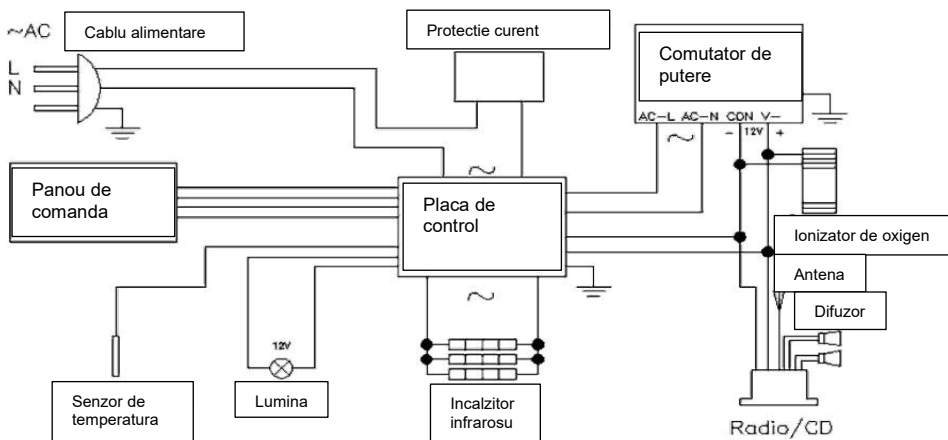 ~AC
Cablu alimentare
Protectie curent
Comutator de
putere
L
N
AC-L AC-N CON V-
- 12V +
~
~
Panou de
comanda
Placa de
control
Ionizator de oxigen
Antena
~
Difuzor
12V
Senzor de
temperatura
Lumina
Incalzitor
infrarosu
Radio/CD